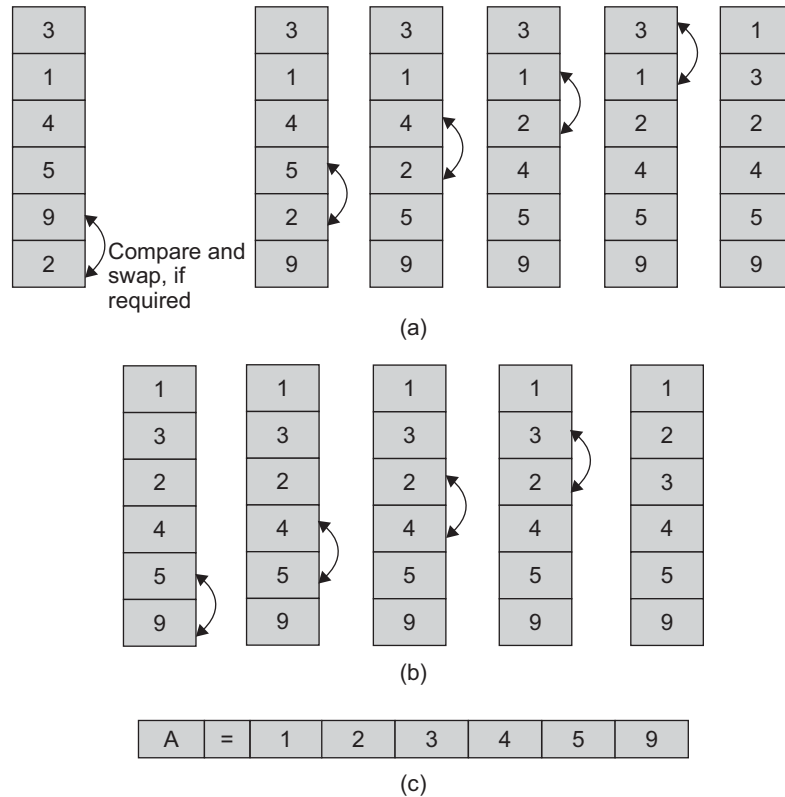 3 3 3 3 3 1
1 1 1 1 1 3
4 4 4 2 2 2
5 5 2 4 4 4
9 2 5 5 5 5
2 9 9 9 9 9
Compare and
swap, if
required
(a)
1 1 1 1 1
3 3 3 3 2
2 2 2 2 3
4 4 4 4 4
5 5 5 5 5
9 9 9 9 9
(b)
A = 1 2 3 4 5 9
(c)